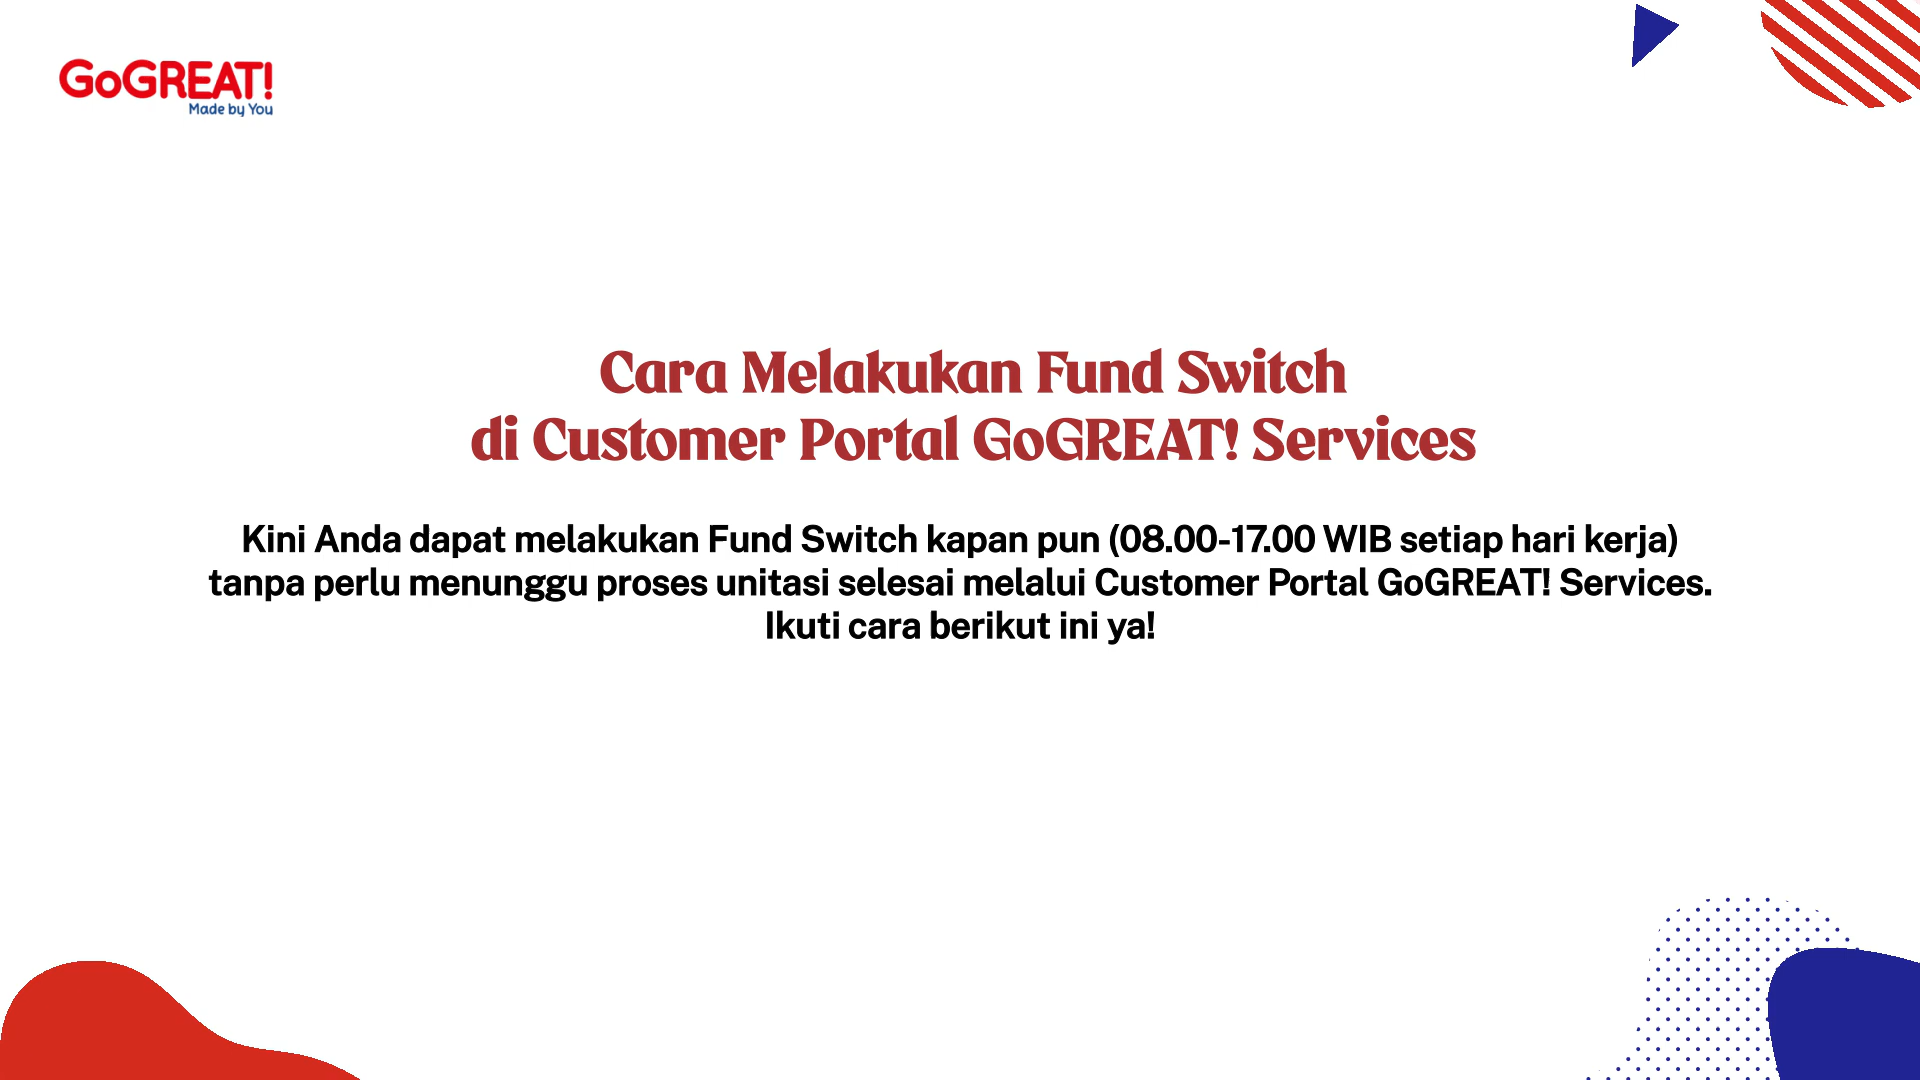 GoGREAT!
Made by You
Cara Melakukan Fund Switch
di Customer Portal GoGREAT! Services
Kini Anda dapat melakukan Fund Switch kapan pun (08.00-17.00 WIB setiap hari kerja)
tanpa perlu menunggu proses unitasi selesai melalui Customer Portal GoGREAT! Services.
Ikuti cara berikut ini ya!